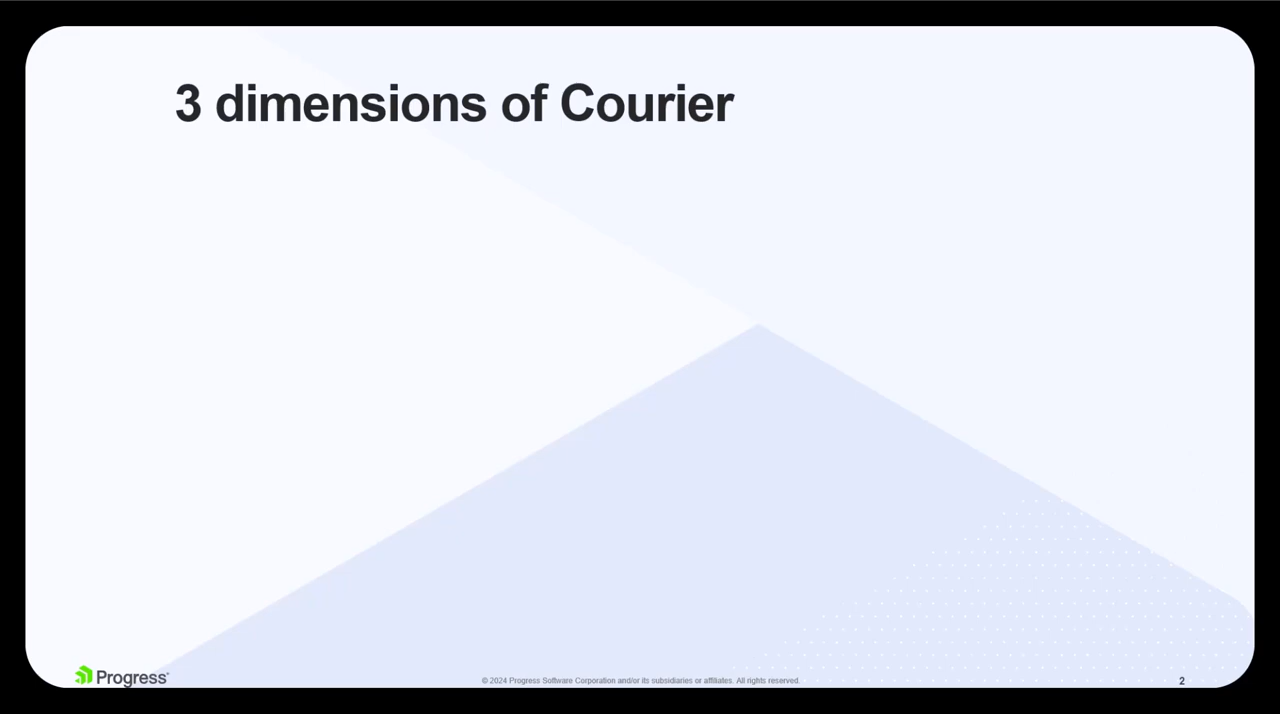 3 dimensions of Courier
Progress
© 2024 Progress Software Corporation and/or its subsidiaries or affiliates. All rights reserved.
2